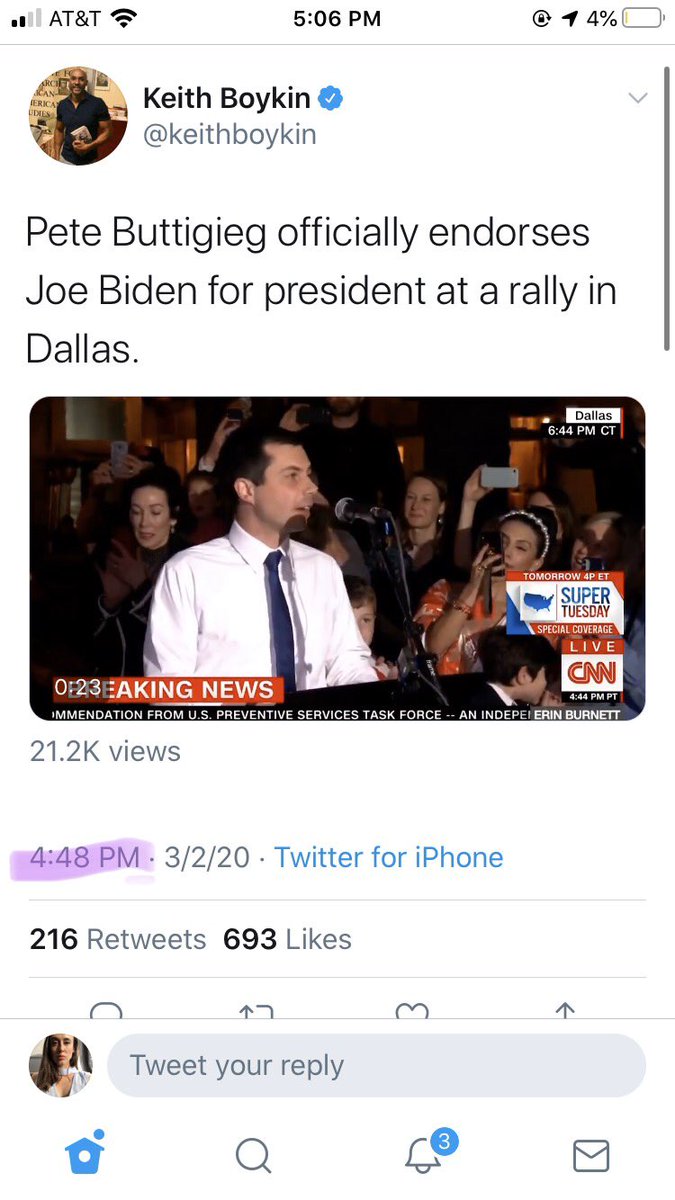 AT&T 5:06 PM 4%
Keith Boykin
@keithboykin
Pete Buttigieg officially endorses
Joe Biden for president at a rally in
Dallas.
Dallas
6:44 PM CT
TOMORROW 4P ET
SUPER
TUESDAY
SPECIAL COVERAGE
LIVE
CNN
4:44 PM PT
0:23 EAKING NEWS
MMENDATION FROM U.S. PREVENTIVE SERVICES TASK FORCE -- AN INDEPE ERIN BURNETT
21.2K views
4:48 PM · 3/2/20 · Twitter for iPhone
216 Retweets 693 Likes
Tweet your reply
3